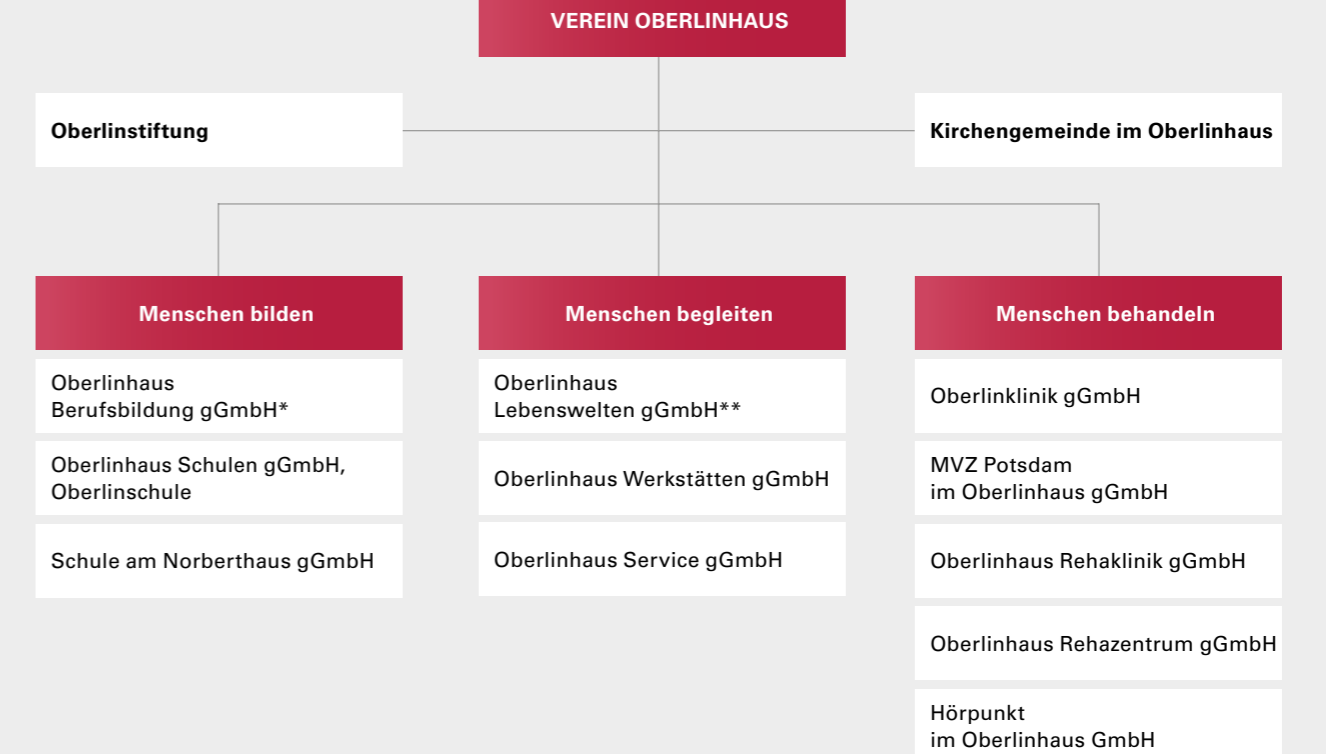 VEREIN OBERLINHAUS
Oberlinstiftung
Kirchengemeinde im Oberlinhaus
Menschen bilden
Oberlinhaus
Berufsbildung gGmbH*
Oberlinhaus Schulen gGmbH,
Oberlinschule
Schule am Norberthaus gGmbH
Menschen begleiten
Oberlinhaus
Lebenswelten gGmbH**
Oberlinhaus Werkstätten gGmbH
Oberlinhaus Service gGmbH
Menschen behandeln
Oberlinklinik gGmbH
MVZ Potsdam
im Oberlinhaus gGmbH
Oberlinhaus Rehaklinik gGmbH
Oberlinhaus Rehazentrum gGmbH
Hörpunkt
im Oberlinhaus GmbH